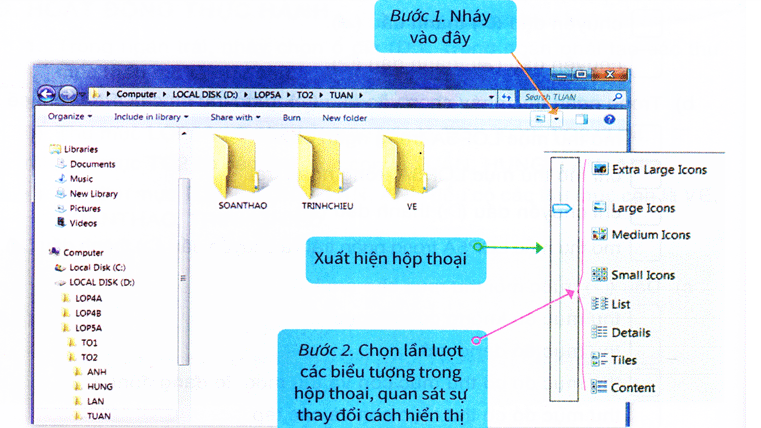 Bước 1. Nháy
vào đây
Computer LOCAL DISK (D:) LOP5A TO2 TUAN
Search TUAN
Organize Include in library Share with Burn New folder
Libraries
Documents
Music
New Library
Pictures
Videos
Computer
Local Disk (C:)
LOCAL DISK (D:)
LOP4A
LOP4B
LOP5A
TO1
TO2
ANH
HUNG
LAN
TUAN
SOANTHAO TRINHCHIEU VE
Xuất hiện hộp thoại
Bước 2. Chọn lần lượt
các biểu tượng trong
hộp thoại, quan sát sự
thay đổi cách hiển thị
Extra Large Icons
Large Icons
Medium Icons
Small Icons
List
Details
Tiles
Content